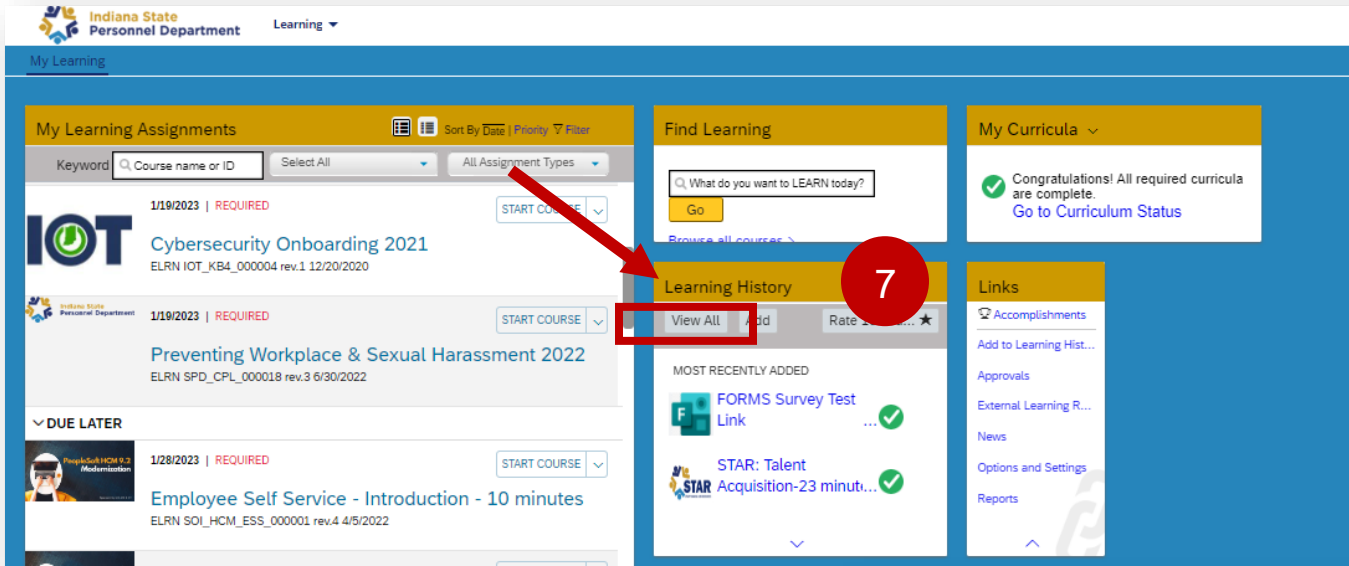 Indiana State
Personnel Department
Learning
My Learning
My Learning Assignments
Sort By Date | Priority Filter
Keyword Course name or ID Select All All Assignment Types
IOT
1/19/2023 | REQUIRED
START COURSE
Cybersecurity Onboarding 2021
ELRN IOT_KB4_000004 rev.1 12/20/2020
Indiana State
Personnel Department
1/19/2023 | REQUIRED
START COURSE
Preventing Workplace & Sexual Harassment 2022
ELRN SPD_CPL_000018 rev.3 6/30/2022
DUE LATER
PeopleSoft HCM 9.2
Modernization
1/28/2023 | REQUIRED
START COURSE
Employee Self Service - Introduction - 10 minutes
ELRN SOI_HCM_ESS_000001 rev.4 4/5/2022
Find Learning
What do you want to LEARN today?
Go
Browse all courses >
Learning History
7
View All Add Rate
MOST RECENTLY ADDED
F
FORMS Survey Test
Link ...
STAR
STAR: Talent
Acquisition-23 minut...
My Curricula
Congratulations! All required curricula
are complete.
Go to Curriculum Status
Links
Accomplishments
Add to Learning Hist...
Approvals
External Learning R...
News
Options and Settings
Reports